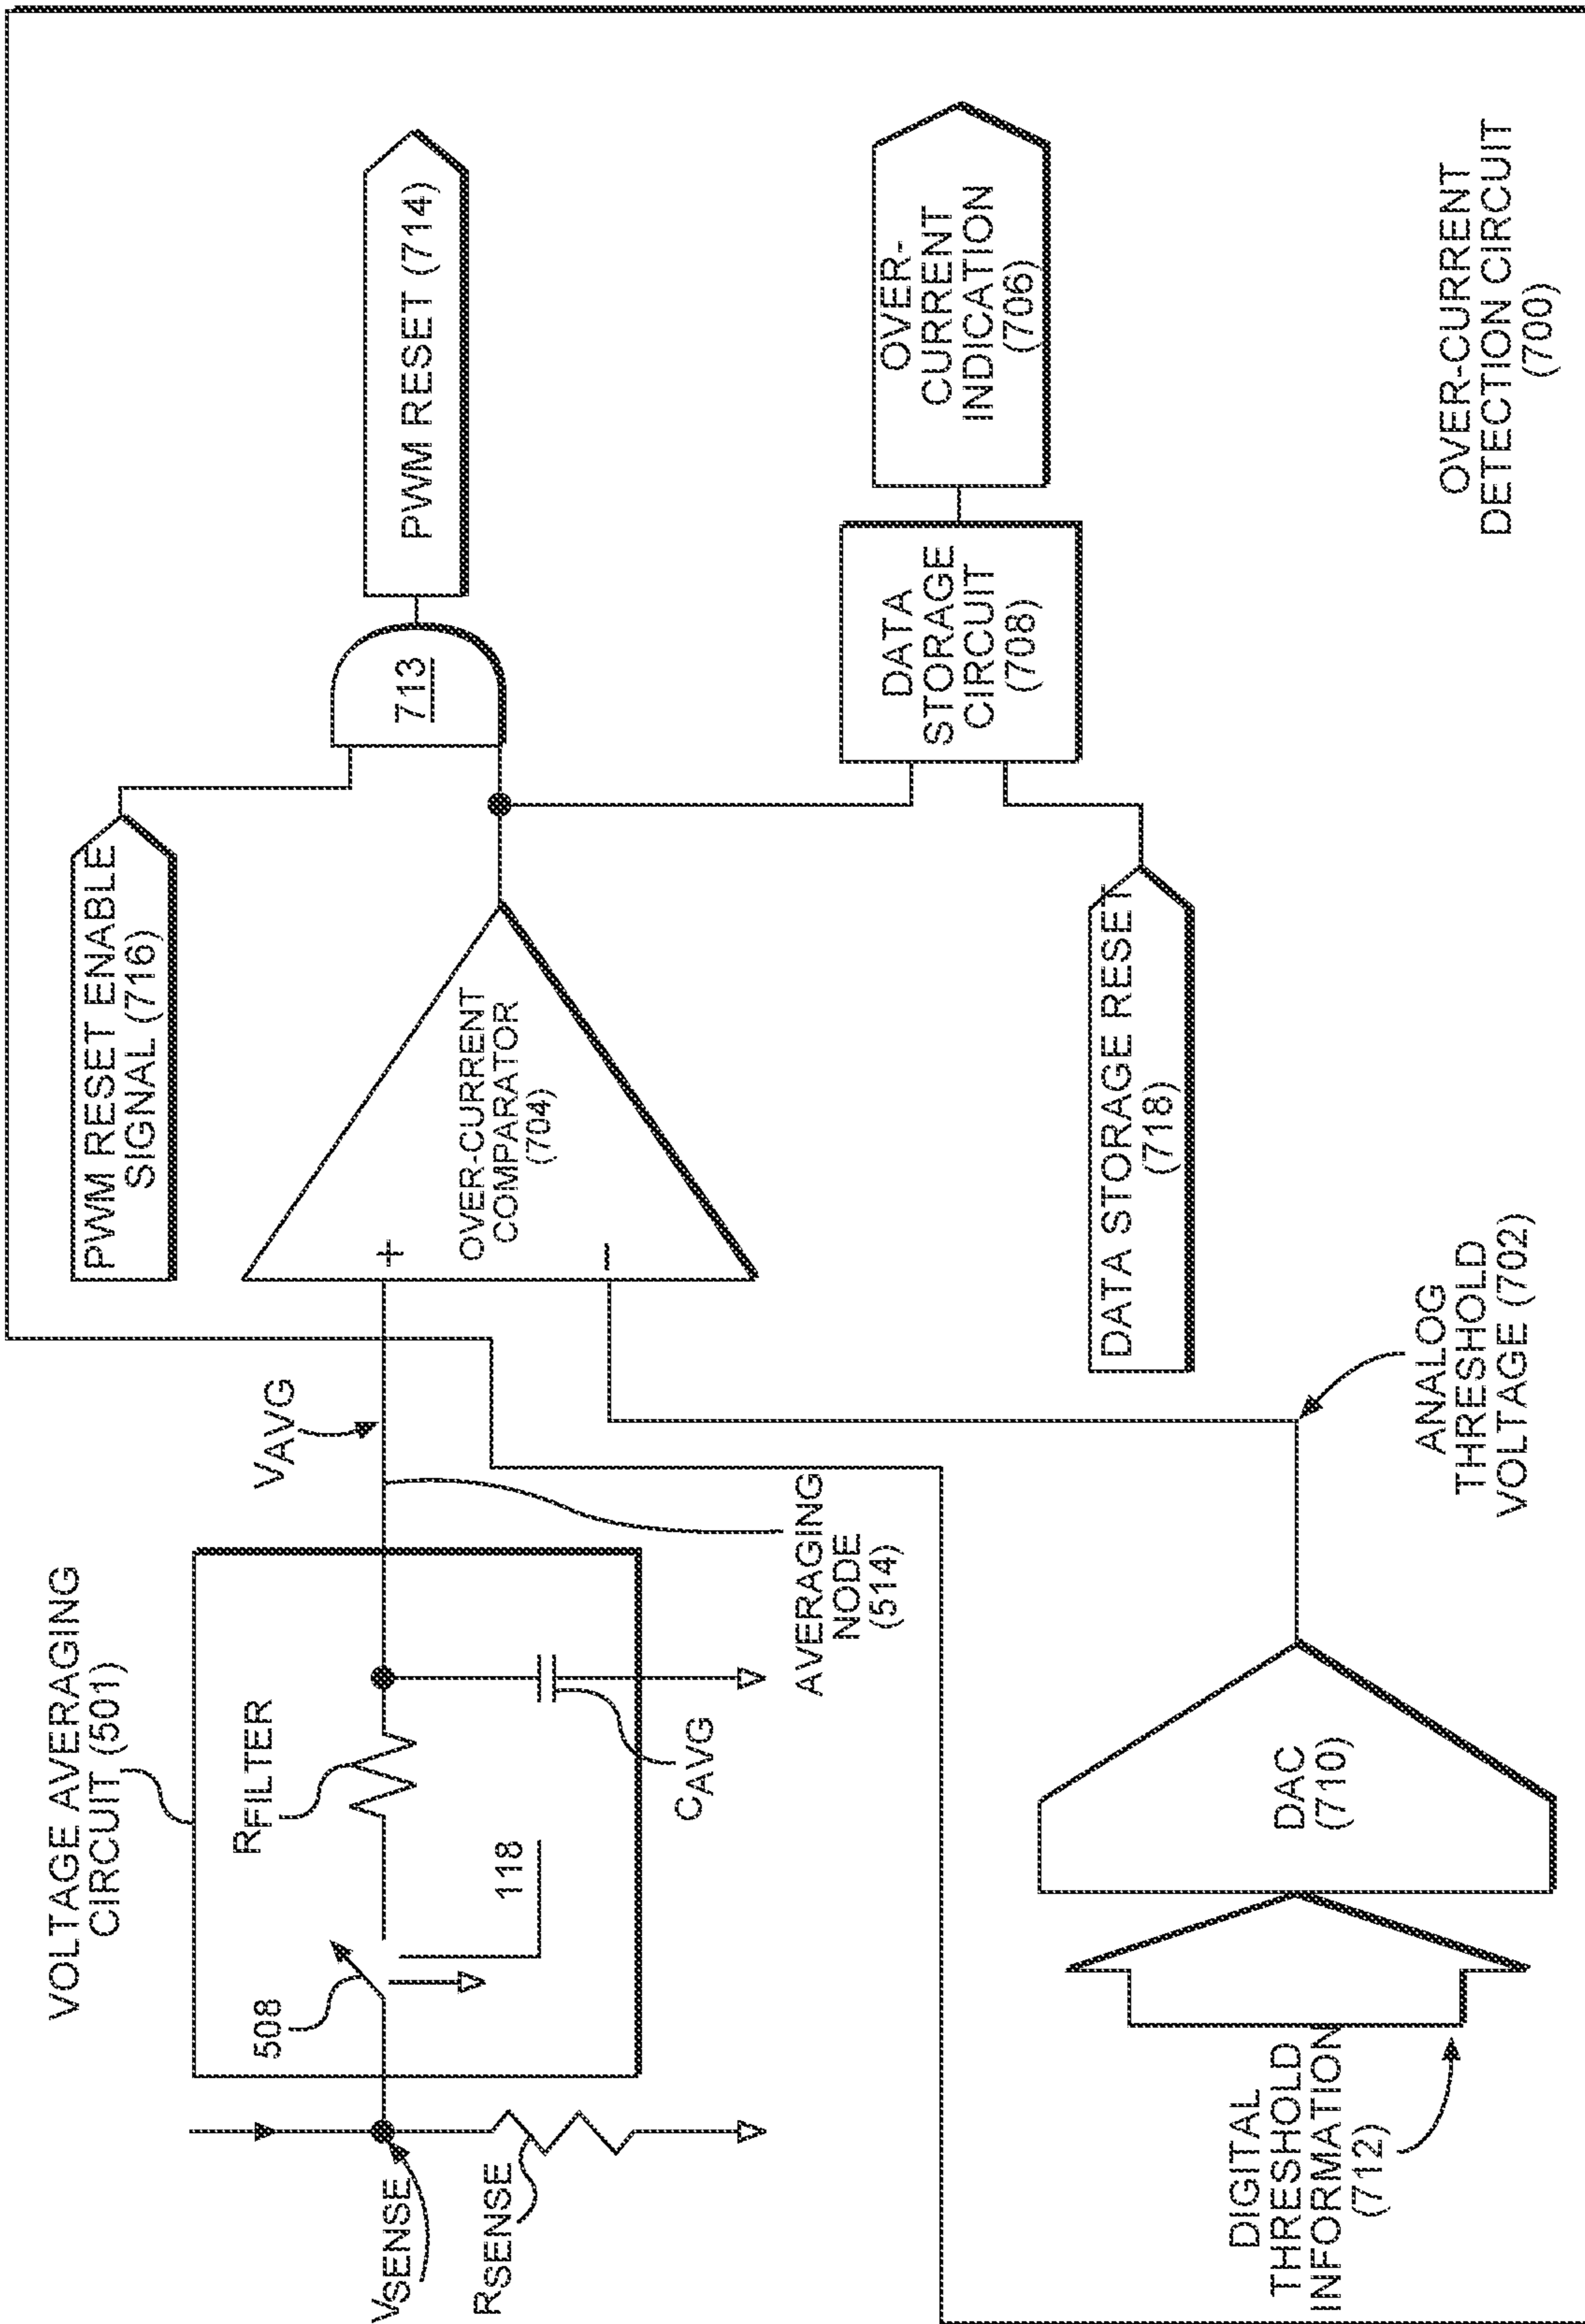 VOLTAGE AVERAGING
CIRCUIT (501)
VSENSE
RSENSE
508
RFILTER
118
CAVG
VAVG
AVERAGING
NODE
(514)
PWM RESET ENABLE
SIGNAL (716)
+
−
OVER-CURRENT
COMPARATOR
(704)
713
PWM RESET (714)
DATA
STORAGE
CIRCUIT
(708)
OVER-
CURRENT
INDICATION
(706)
DATA STORAGE RESET
(718)
DIGITAL
THRESHOLD
INFORMATION
(712)
DAC
(710)
ANALOG
THRESHOLD
VOLTAGE (702)
OVER-CURRENT
DETECTION CIRCUIT
(700)